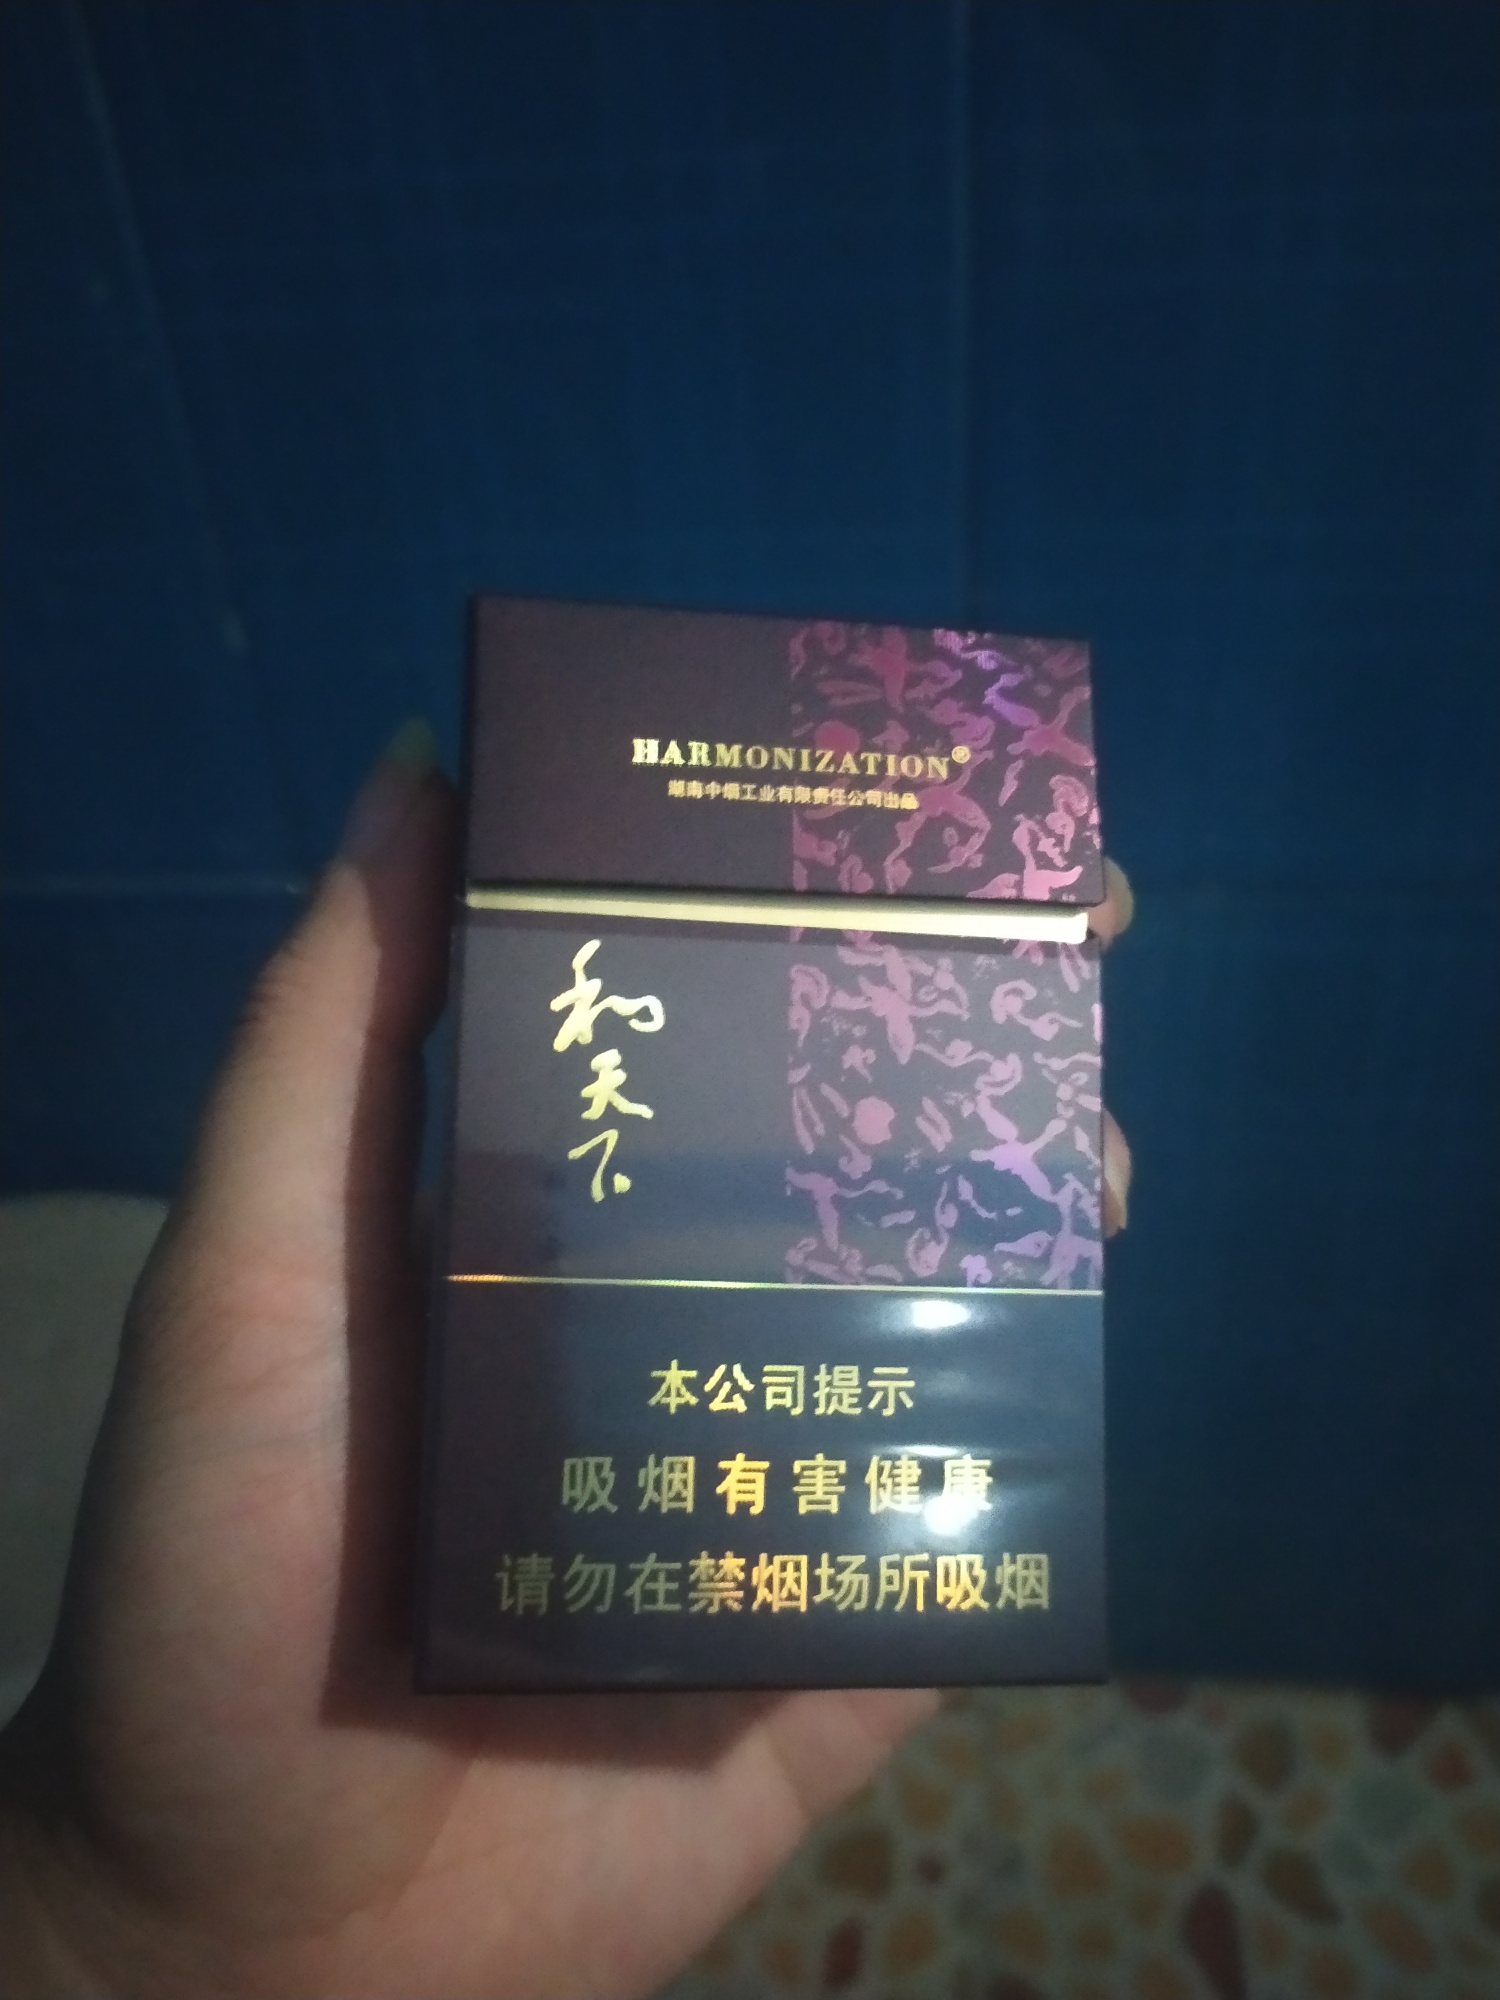 HARMONIZATION®
湖南中烟工业有限责任公司出品
和
天
下
本公司提示
吸烟有害健康
请勿在禁烟场所吸烟